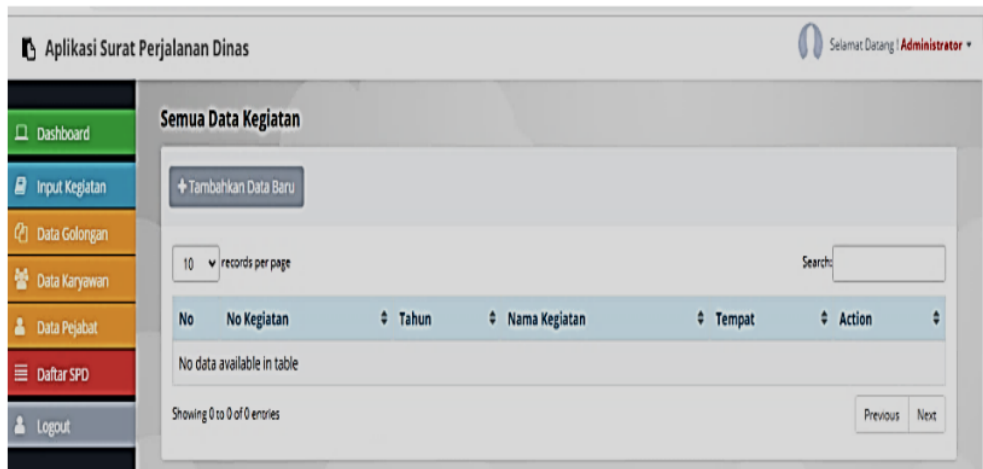 Aplikasi Surat Perjalanan Dinas
Selamat Datang ! Administrator
Dashboard
Input Kegiatan
Data Golongan
Data Karyawan
Data Pejabat
Daftar SPD
Logout
Semua Data Kegiatan
+Tambahkan Data Baru
10 records per page
Search:
No No Kegiatan Tahun Nama Kegiatan Tempat Action
No data available in table
Showing 0 to 0 of 0 entries
Previous Next